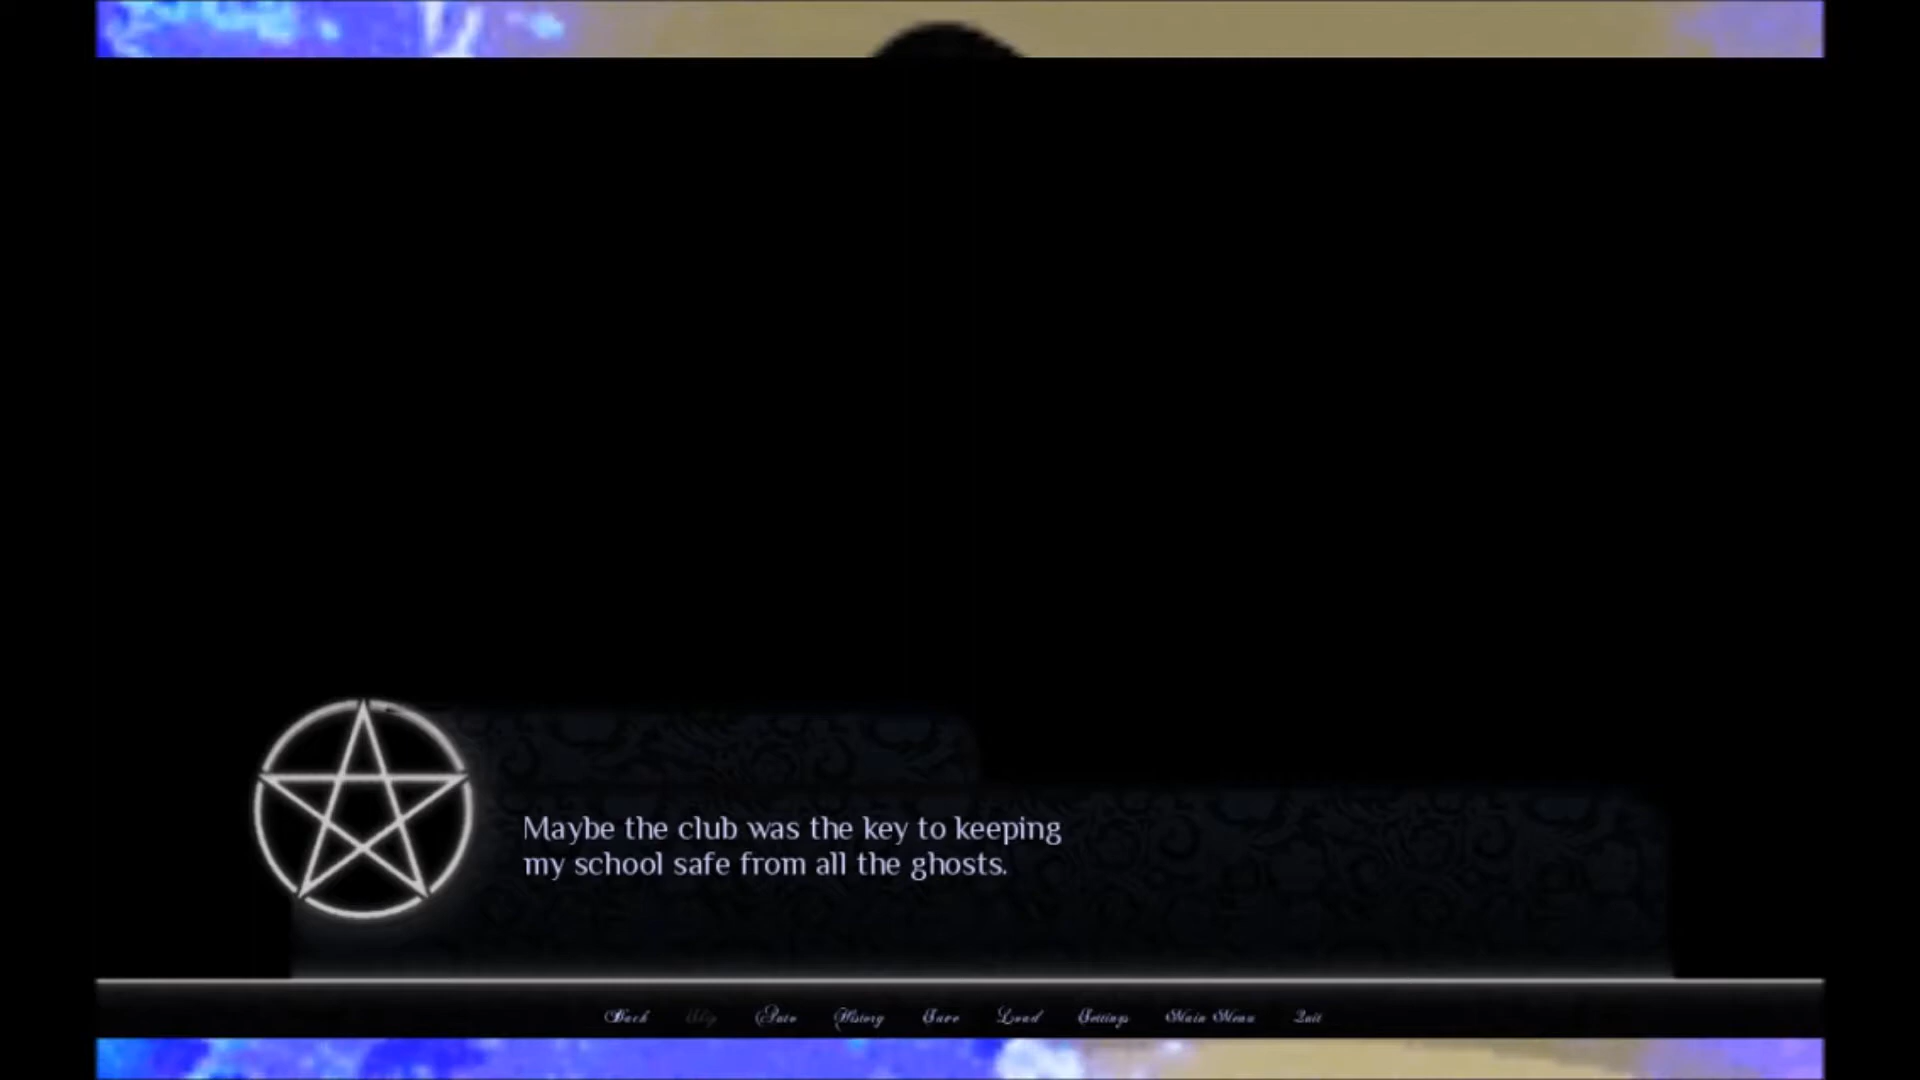 Maybe the club was the key to keeping
my school safe from all the ghosts.
Back Skip Auto History Save Load Settings Main Menu Quit